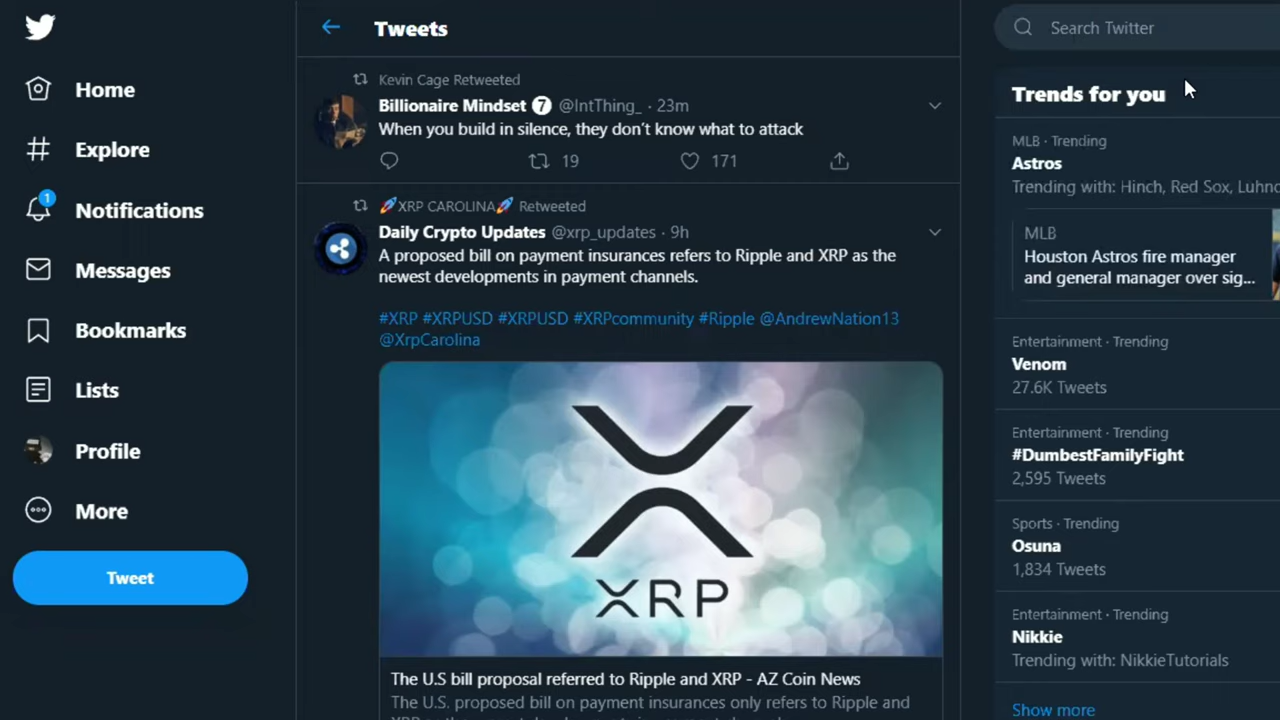 Home
Explore
1
Notifications
Messages
Bookmarks
Lists
Profile
More
Tweet
Tweets
Kevin Cage Retweeted
Billionaire Mindset 7 @IntThing_ · 23m
When you build in silence, they don't know what to attack
19 171
🚀XRP CAROLINA🚀 Retweeted
Daily Crypto Updates @xrp_updates · 9h
A proposed bill on payment insurances refers to Ripple and XRP as the
newest developments in payment channels.
#XRP #XRPUSD #XRPUSD #XRPcommunity #Ripple @AndrewNation13
@XrpCarolina
XRP
The U.S bill proposal referred to Ripple and XRP - AZ Coin News
The U.S. proposed bill on payment insurances only refers to Ripple and
Search Twitter
Trends for you
MLB · Trending
Astros
Trending with: Hinch, Red Sox, Luhno
MLB
Houston Astros fire manager
and general manager over sig...
Entertainment · Trending
Venom
27.6K Tweets
Entertainment · Trending
#DumbestFamilyFight
2,595 Tweets
Sports · Trending
Osuna
1,834 Tweets
Entertainment · Trending
Nikkie
Trending with: NikkieTutorials
Show more